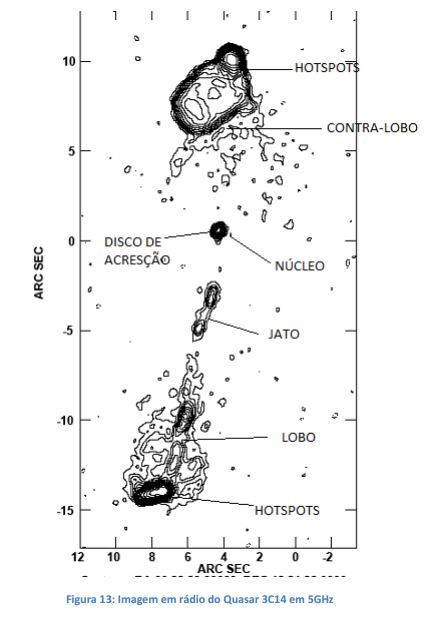 10
HOTSPOTS
CONTRA-LOBO
5
DISCO DE
ACRESÇÃO
0
NÚCLEO
ARC SEC
JATO
-5
-10
LOBO
HOTSPOTS
-15
12 10 8 6 4 2 0 -2
ARC SEC
Figura 13: Imagem em rádio do Quasar 3C14 em 5GHz